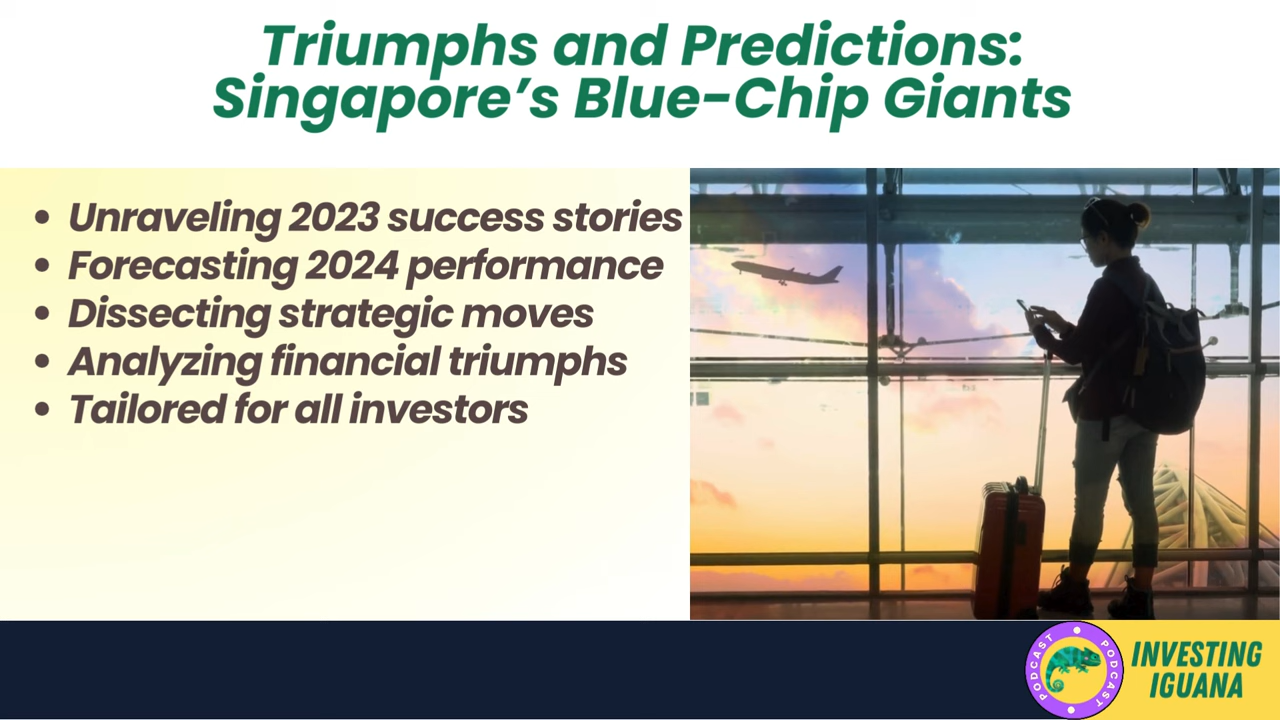 Triumphs and Predictions:
Singapore’s Blue-Chip Giants
• Unraveling 2023 success stories
• Forecasting 2024 performance
• Dissecting strategic moves
• Analyzing financial triumphs
• Tailored for all investors
PODCAST PODCAST
INVESTING
IGUANA